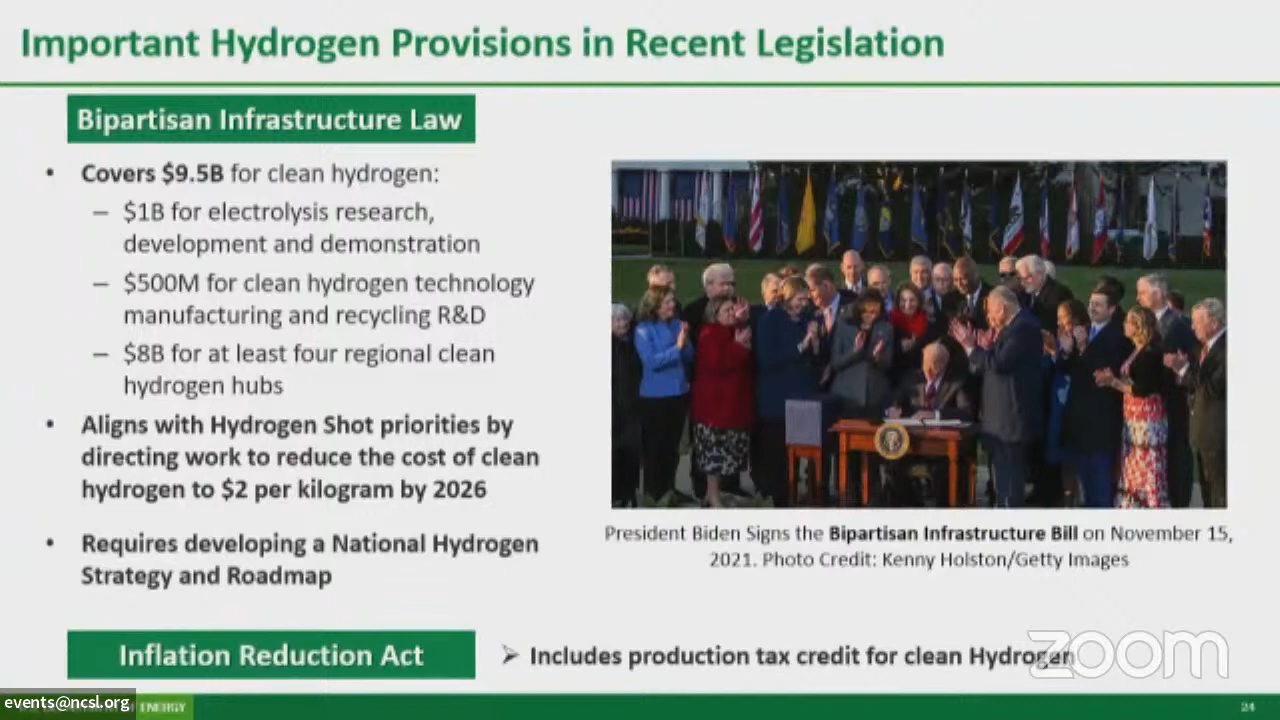 Important Hydrogen Provisions in Recent Legislation
Bipartisan Infrastructure Law
• Covers $9.5B for clean hydrogen:
– $1B for electrolysis research,
development and demonstration
– $500M for clean hydrogen technology
manufacturing and recycling R&D
– $8B for at least four regional clean
hydrogen hubs
• Aligns with Hydrogen Shot priorities by
directing work to reduce the cost of clean
hydrogen to $2 per kilogram by 2026
• Requires developing a National Hydrogen
Strategy and Roadmap
President Biden Signs the Bipartisan Infrastructure Bill on November 15,
2021. Photo Credit: Kenny Holston/Getty Images
Inflation Reduction Act
➢ Includes production tax credit for clean Hydrogen
zoom
events@ncsl.org
ENERGY
24